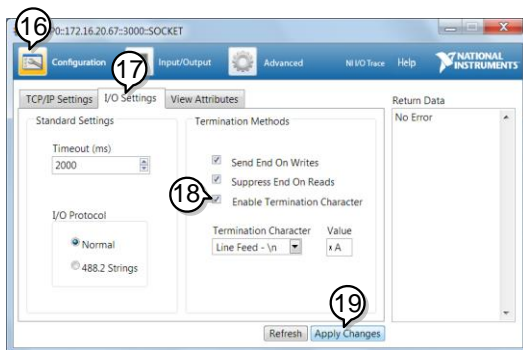 16
P0::172.16.20.67::3000::SOCKET
Configuration
17
Input/Output
Advanced
NI I/O Trace
Help
NATIONAL
INSTRUMENTS
TCP/IP Settings
I/O Settings
View Attributes
Return Data
Standard Settings
Termination Methods
No Error
Timeout (ms)
2000
Send End On Writes
Suppress End On Reads
18
Enable Termination Character
I/O Protocol
Termination Character
Value
Normal
Line Feed - \n
x A
488.2 Strings
19
Refresh
Apply Changes